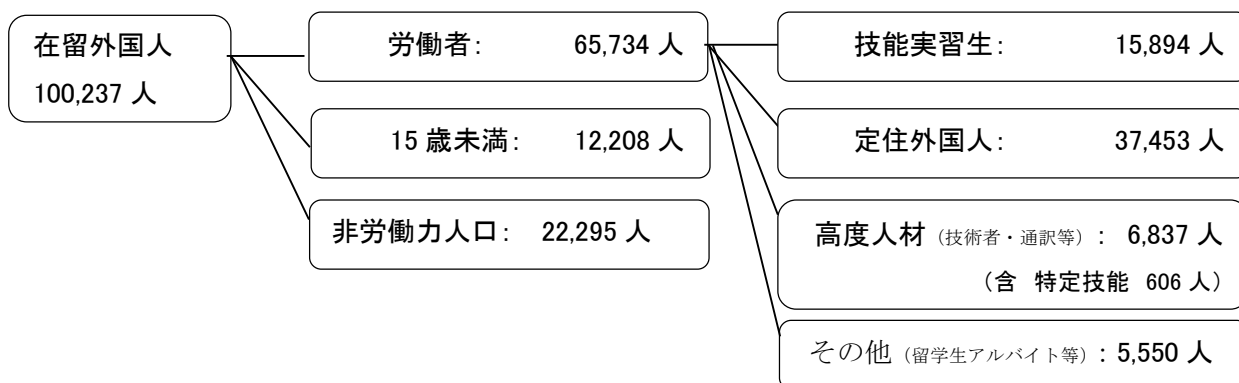 在留外国人
100,237 人
労働者： 65,734 人
15 歳未満： 12,208 人
非労働力人口： 22,295 人
技能実習生： 15,894 人
定住外国人： 37,453 人
高度人材（技術者・通訳等）： 6,837 人
（含 特定技能 606 人）
その他（留学生アルバイト等）：5,550 人